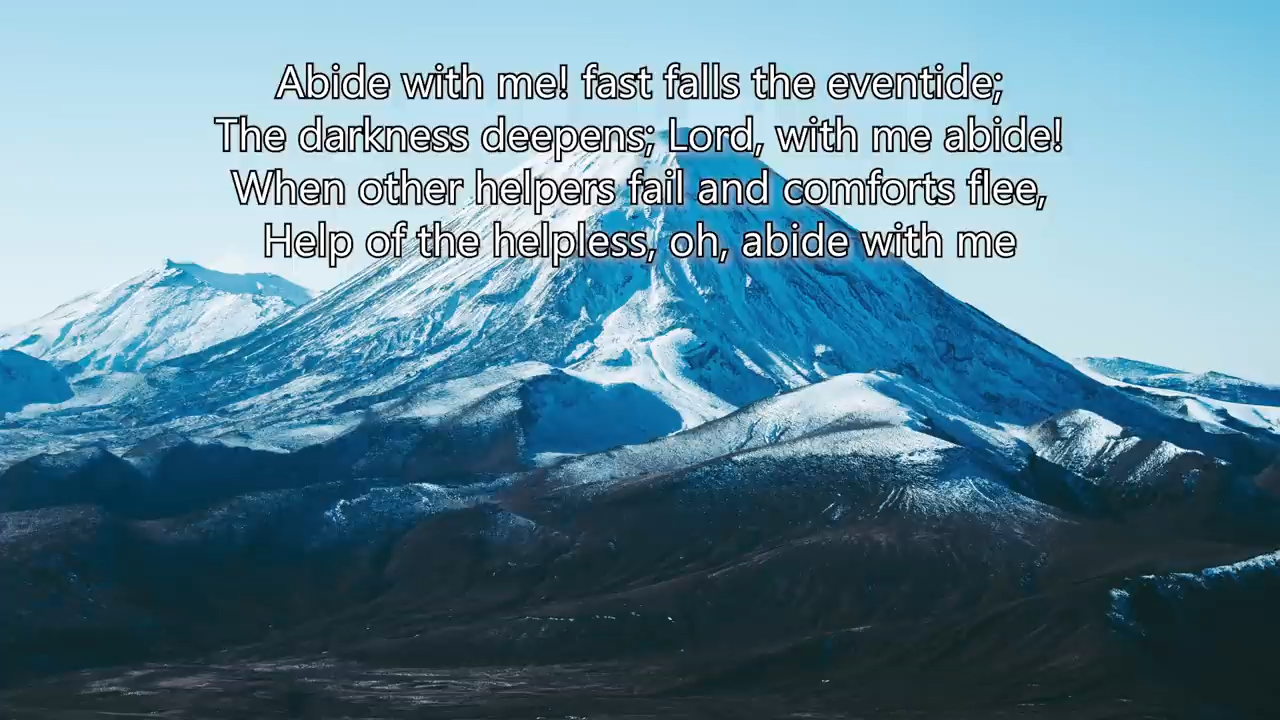 Abide with me! fast falls the eventide;
The darkness deepens; Lord, with me abide!
When other helpers fail and comforts flee,
Help of the helpless, oh, abide with me